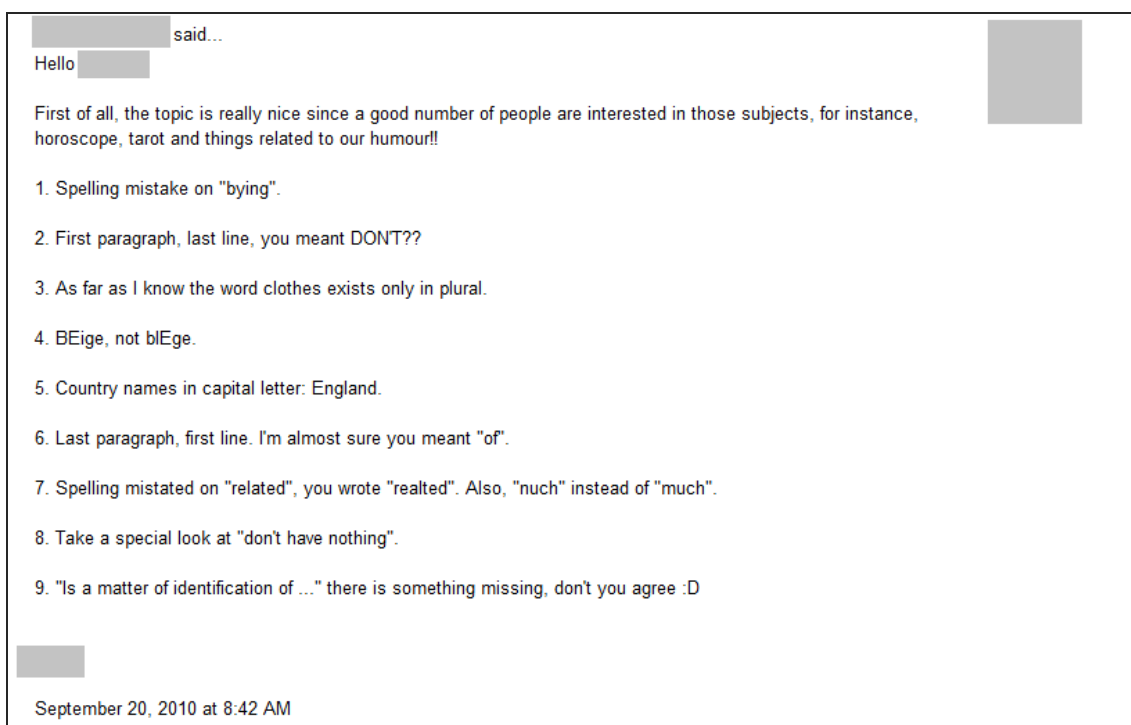 said...
Hello
First of all, the topic is really nice since a good number of people are interested in those subjects, for instance,
horoscope, tarot and things related to our humour!!
1. Spelling mistake on "bying".
2. First paragraph, last line, you meant DON'T??
3. As far as I know the word clothes exists only in plural.
4. BEige, not bIEge.
5. Country names in capital letter: England.
6. Last paragraph, first line. I'm almost sure you meant "of".
7. Spelling mistated on "related", you wrote "realted". Also, "nuch" instead of "much".
8. Take a special look at "don't have nothing".
9. "Is a matter of identification of ..." there is something missing, don't you agree :D
September 20, 2010 at 8:42 AM